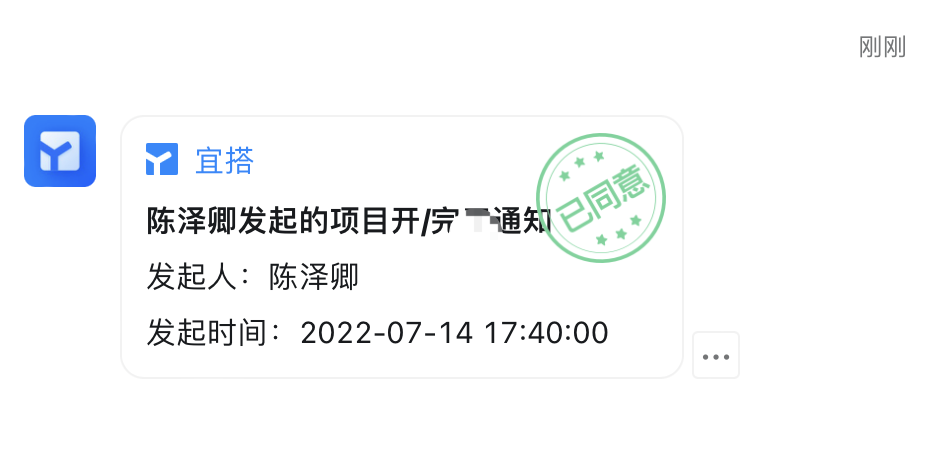 刚刚
宜搭
陈泽卿发起的项目开/完 通知
已同意
发起人：陈泽卿
发起时间：2022-07-14 17:40:00